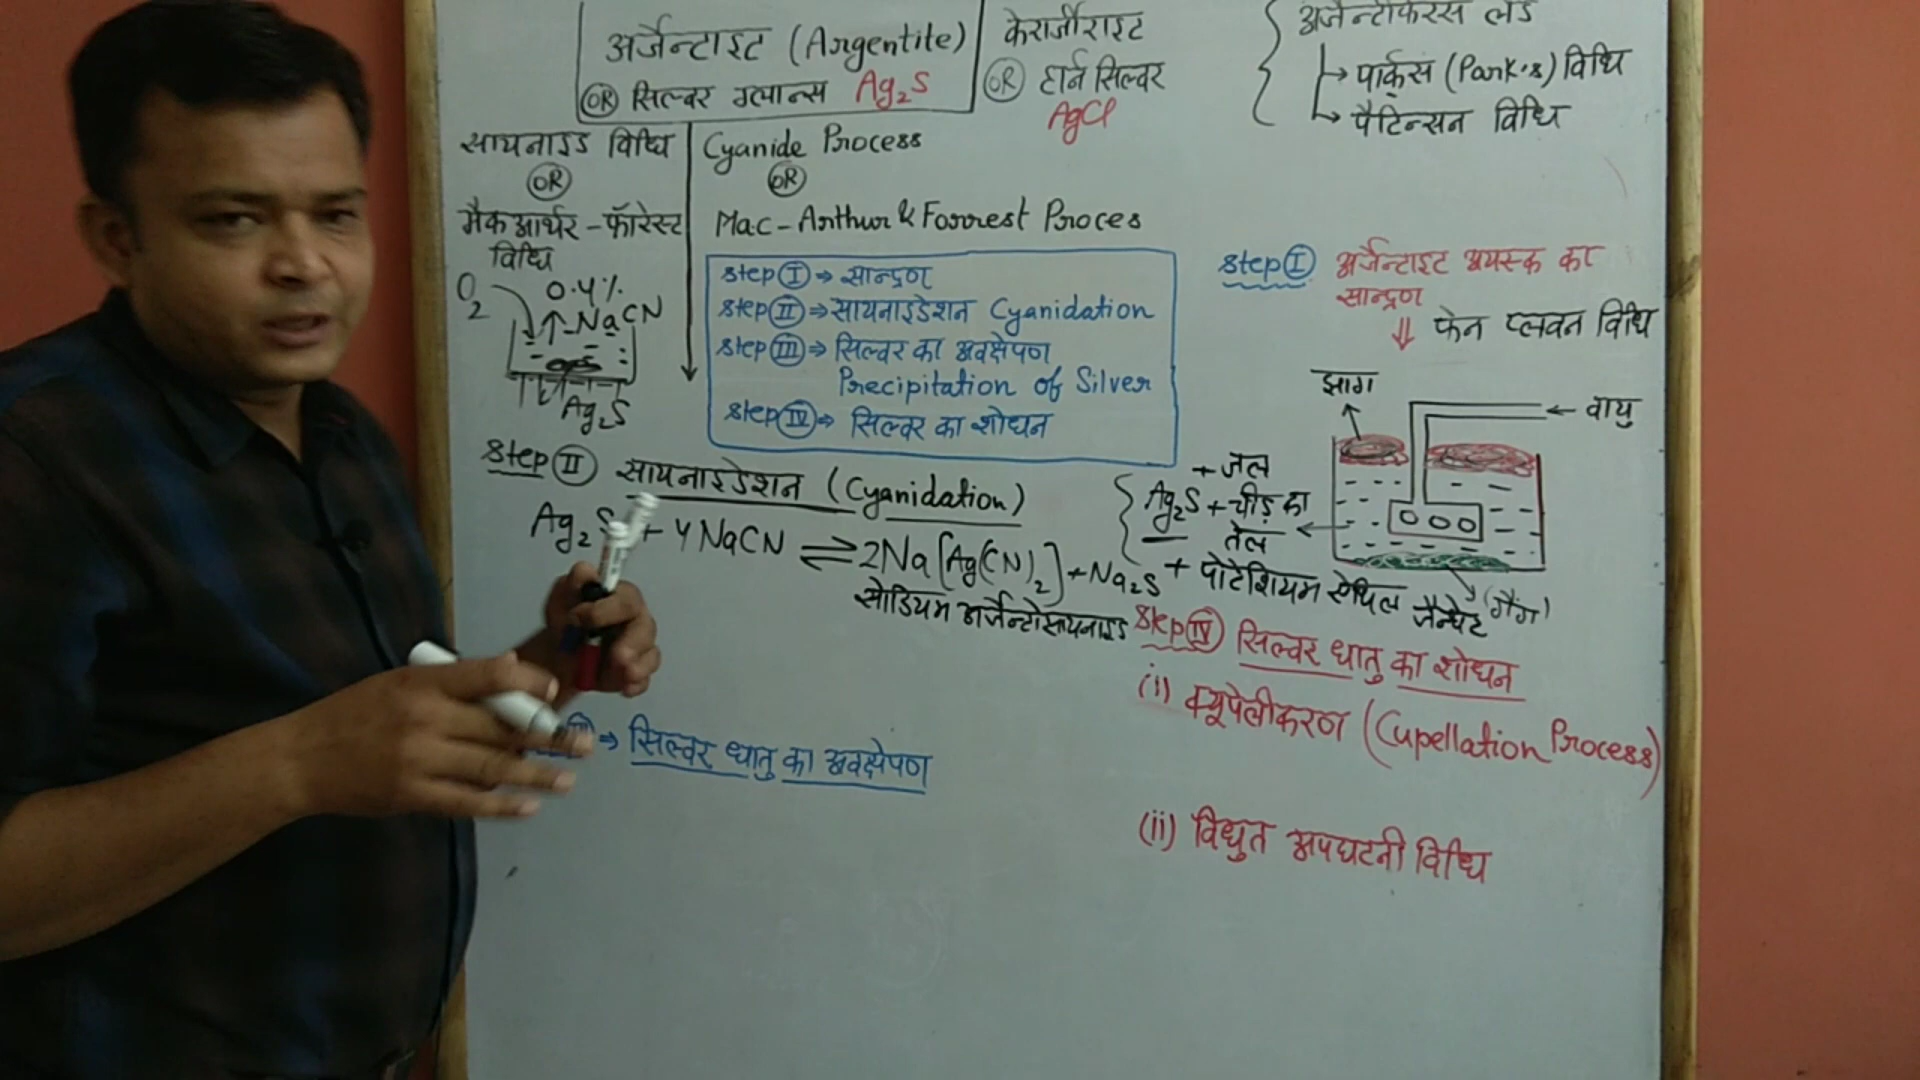 अर्जेन्टाइट (Argentite)
OR सिल्वर ग्लान्स Ag2S
केरार्जीराइट
OR हार्न सिल्वर
AgCl
अर्जेन्टीफेरस लेड
→ पार्क्स (Park's) विधि
→ पैटिन्सन विधि
सायनाइड विधि
OR
मैकआर्थर-फॉरेस्ट
विधि
Cyanide Process
OR
Mac-Arthur & Forrest Proces
O2
0.4%
NaCN
Ag2S
Step I ⇒ सान्द्रण
Step II ⇒ सायनाइडेशन Cyanidation
Step III ⇒ सिल्वर का अवक्षेपण
Precipitation of Silver
Step IV ⇒ सिल्वर का शोधन
Step I अर्जेन्टाइट अयस्क का
सान्द्रण
⇓ फेन प्लवन विधि
झाग
← वायु
+ जल
Ag2S + चीड़ का
तेल
+ पोटेशियम ऐथिल जैन्थेट
(गैंग)
Step II सायनाइडेशन (Cyanidation)
Ag2S + 4NaCN ⇌ 2Na[Ag(CN)2] + Na2S
सोडियम अर्जेन्टोसायनाइड
⇒ सिल्वर धातु का अवक्षेपण
Step IV सिल्वर धातु का शोधन
(i) क्यूपेलीकरण (Cupellation Process)
(ii) विधुत अपघटनी विधि